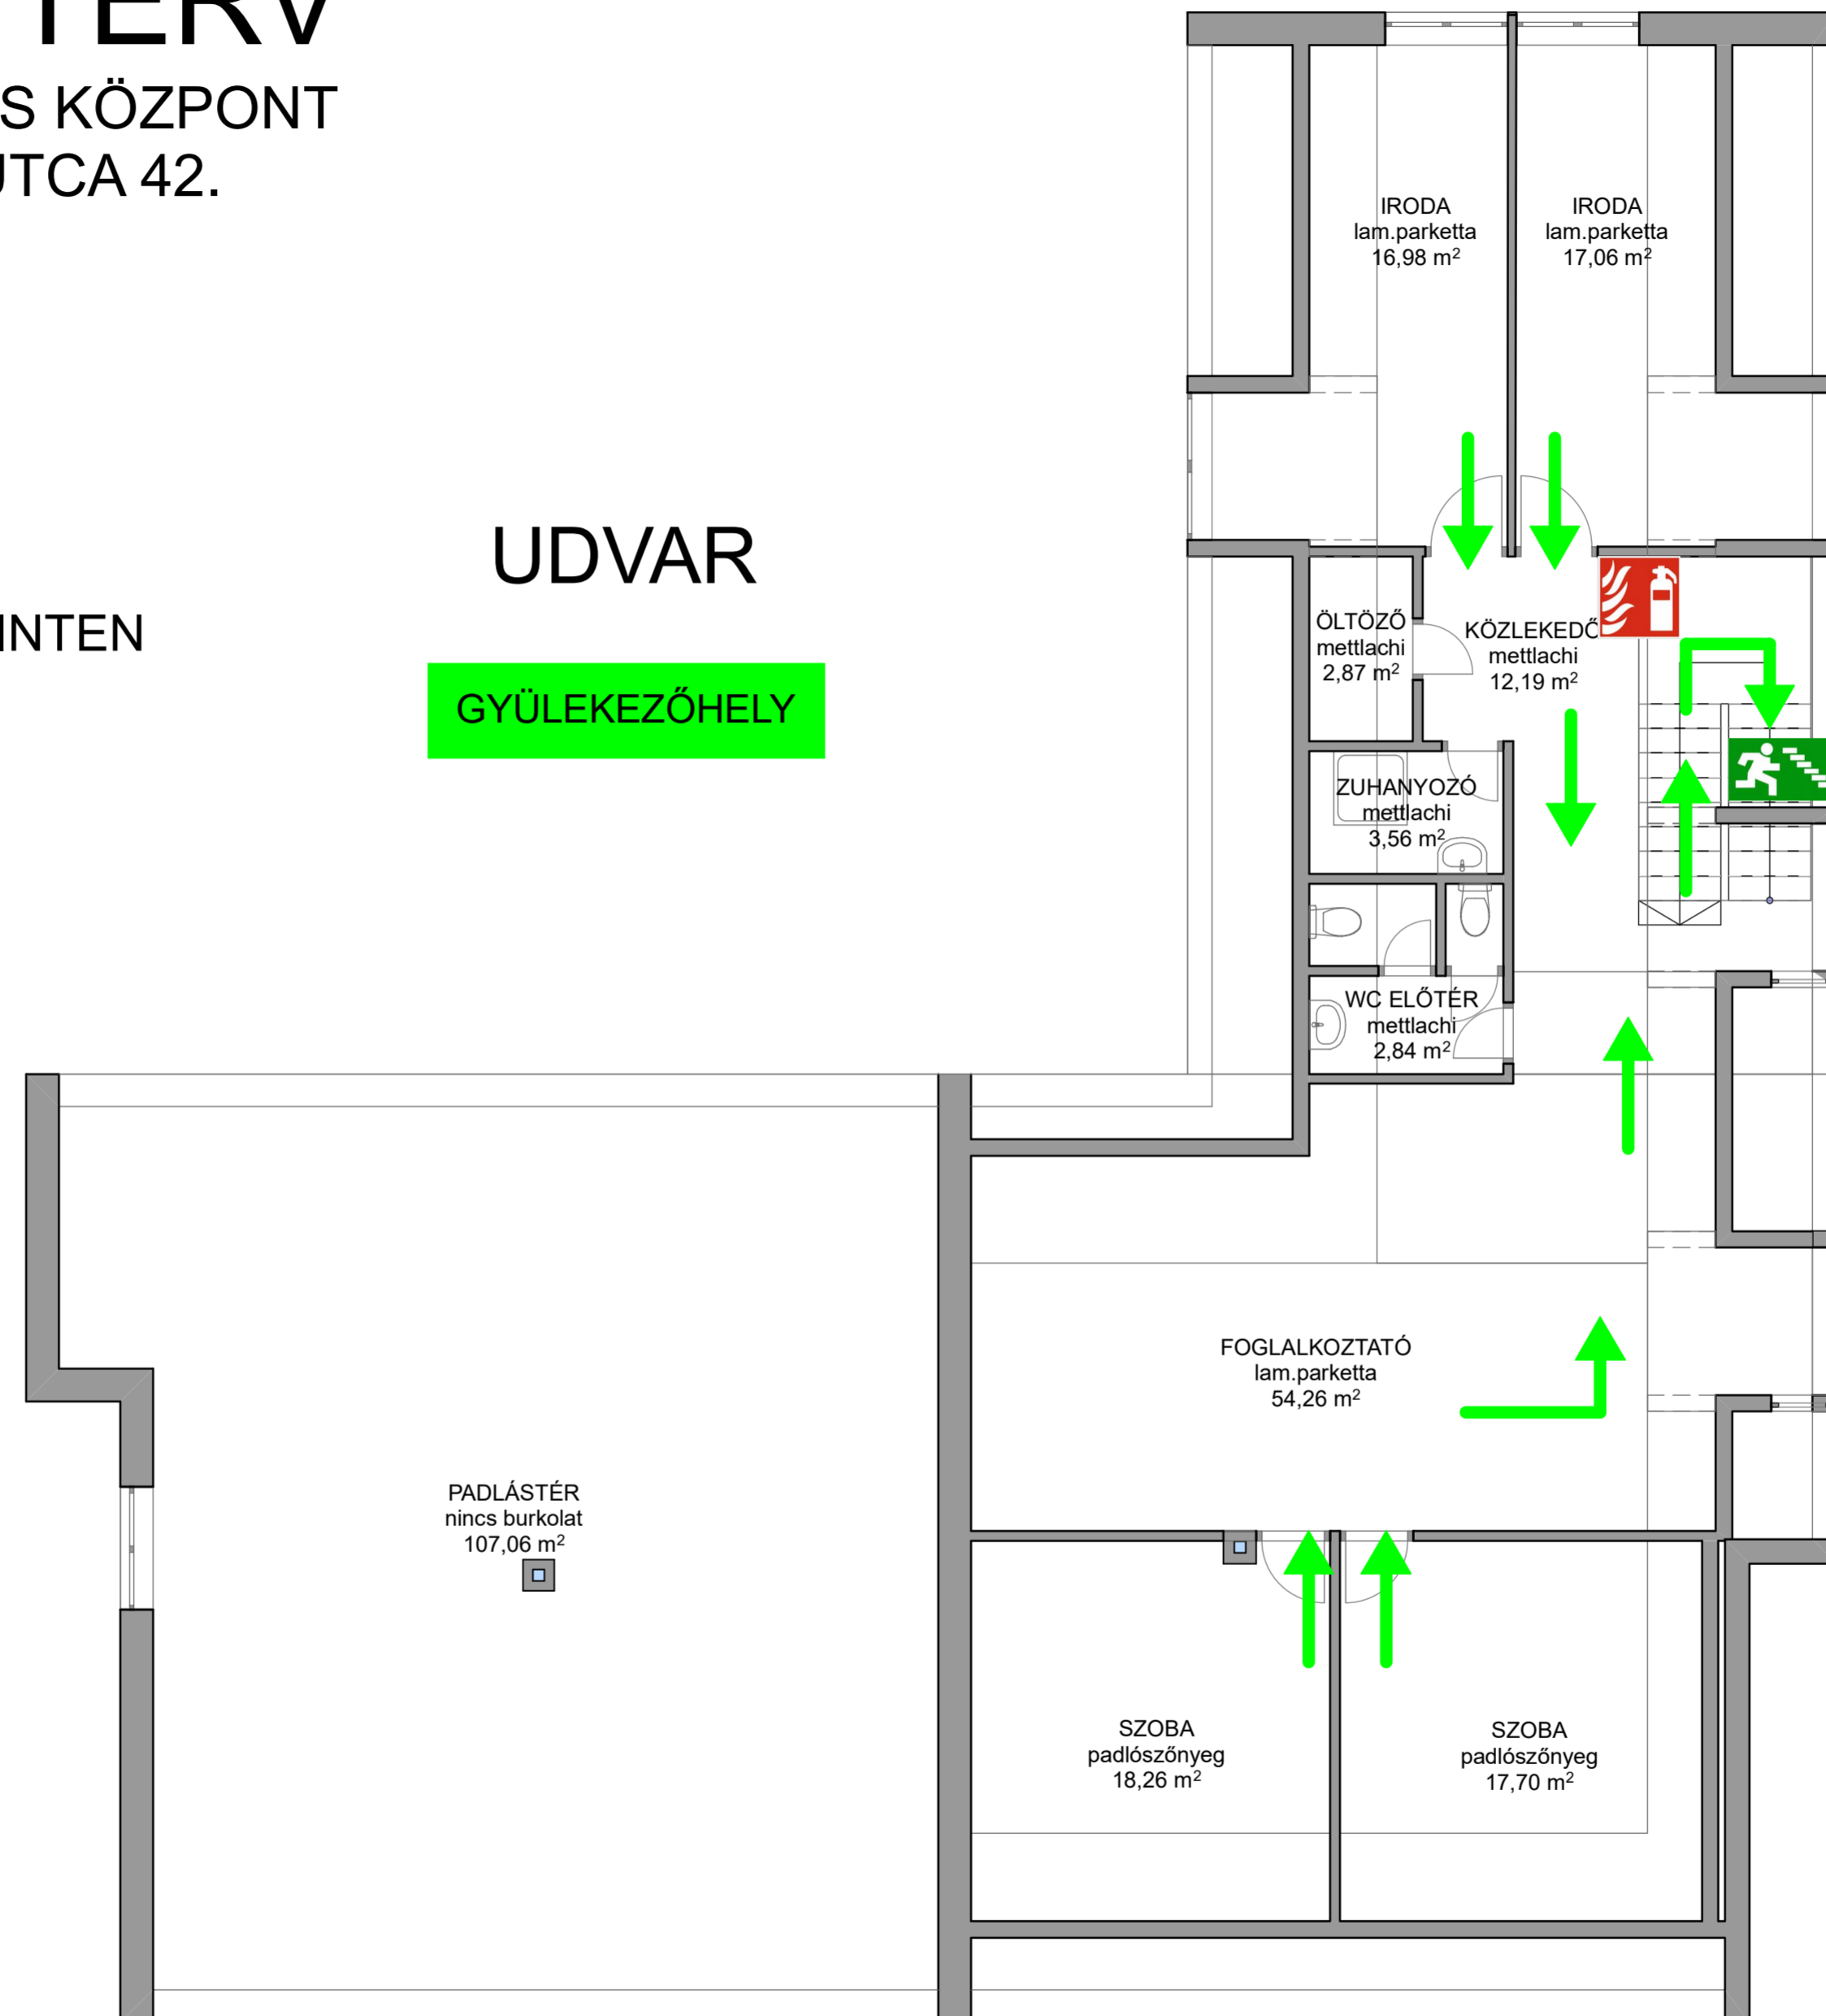 TERV
S KÖZPONT
UTCA 42.
UDVAR
INTEN
GYÜLEKEZŐHELY
IRODA
lam.parketta
16,98 m²
IRODA
lam.parketta
17,06 m²
ÖLTÖZŐ
mettlachi
2,87 m²
KÖZLEKEDŐ
mettlachi
12,19 m²
ZUHANYOZÓ
mettlachi
3,56 m²
WC ELŐTÉR
mettlachi
2,84 m²
FOGLALKOZTATÓ
lam.parketta
54,26 m²
PADLÁSTÉR
nincs burkolat
107,06 m²
SZOBA
padlószőnyeg
18,26 m²
SZOBA
padlószőnyeg
17,70 m²